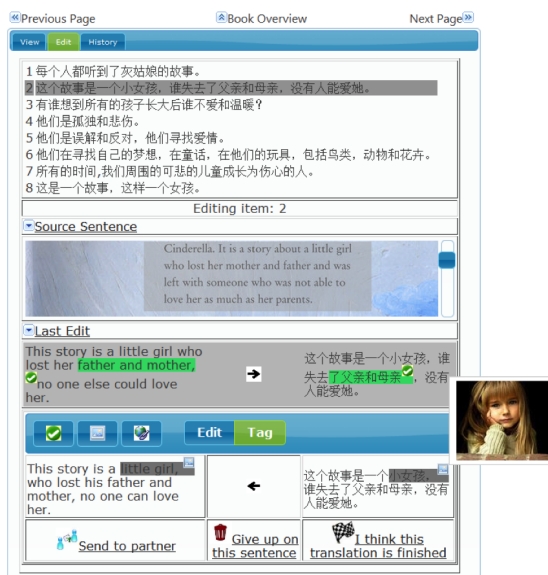 Previous Page
Book Overview
Next Page
View
Edit
History
1 每个人都听到了灰姑娘的故事。
2 这个故事是一个小女孩，谁失去了父亲和母亲，没有人能爱她。
3 有谁想到所有的孩子长大后谁不爱和温暖？
4 他们是孤独和悲伤。
5 他们是误解和反对，他们寻找爱情。
6 他们在寻找自己的梦想，在童话，在他们的玩具，包括鸟类，动物和花卉。
7 所有的时间,我们周围的可悲的儿童成长为伤心的人。
8 这是一个故事，这样一个女孩。
Editing item: 2
Source Sentence
Cinderella. It is a story about a little girl
who lost her mother and father and was
left with someone who was not able to
love her as much as her parents.
Last Edit
This story is a little girl who
lost her father and mother,
no one else could love
her.
这个故事是一个小女孩，谁
失去了父亲和母亲，没有
人能爱她。
Edit
Tag
This story is a little girl,
who lost his father and
mother, no one can love
her.
这个故事是一个小女孩，
谁失去了父亲和母亲，没有
人能爱她。
Send to partner
Give up on
this sentence
I think this
translation is finished